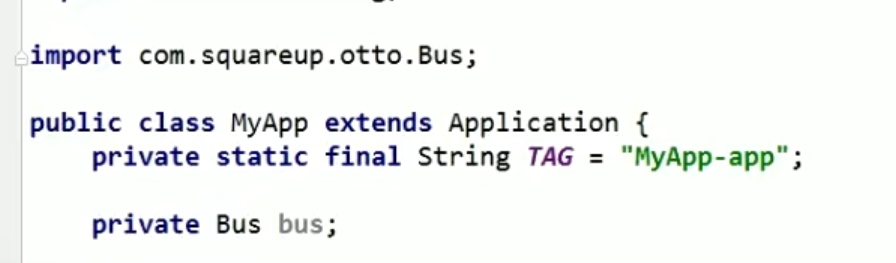 import com.squareup.otto.Bus;
public class MyApp extends Application {
private static final String TAG = "MyApp-app";
private Bus bus;